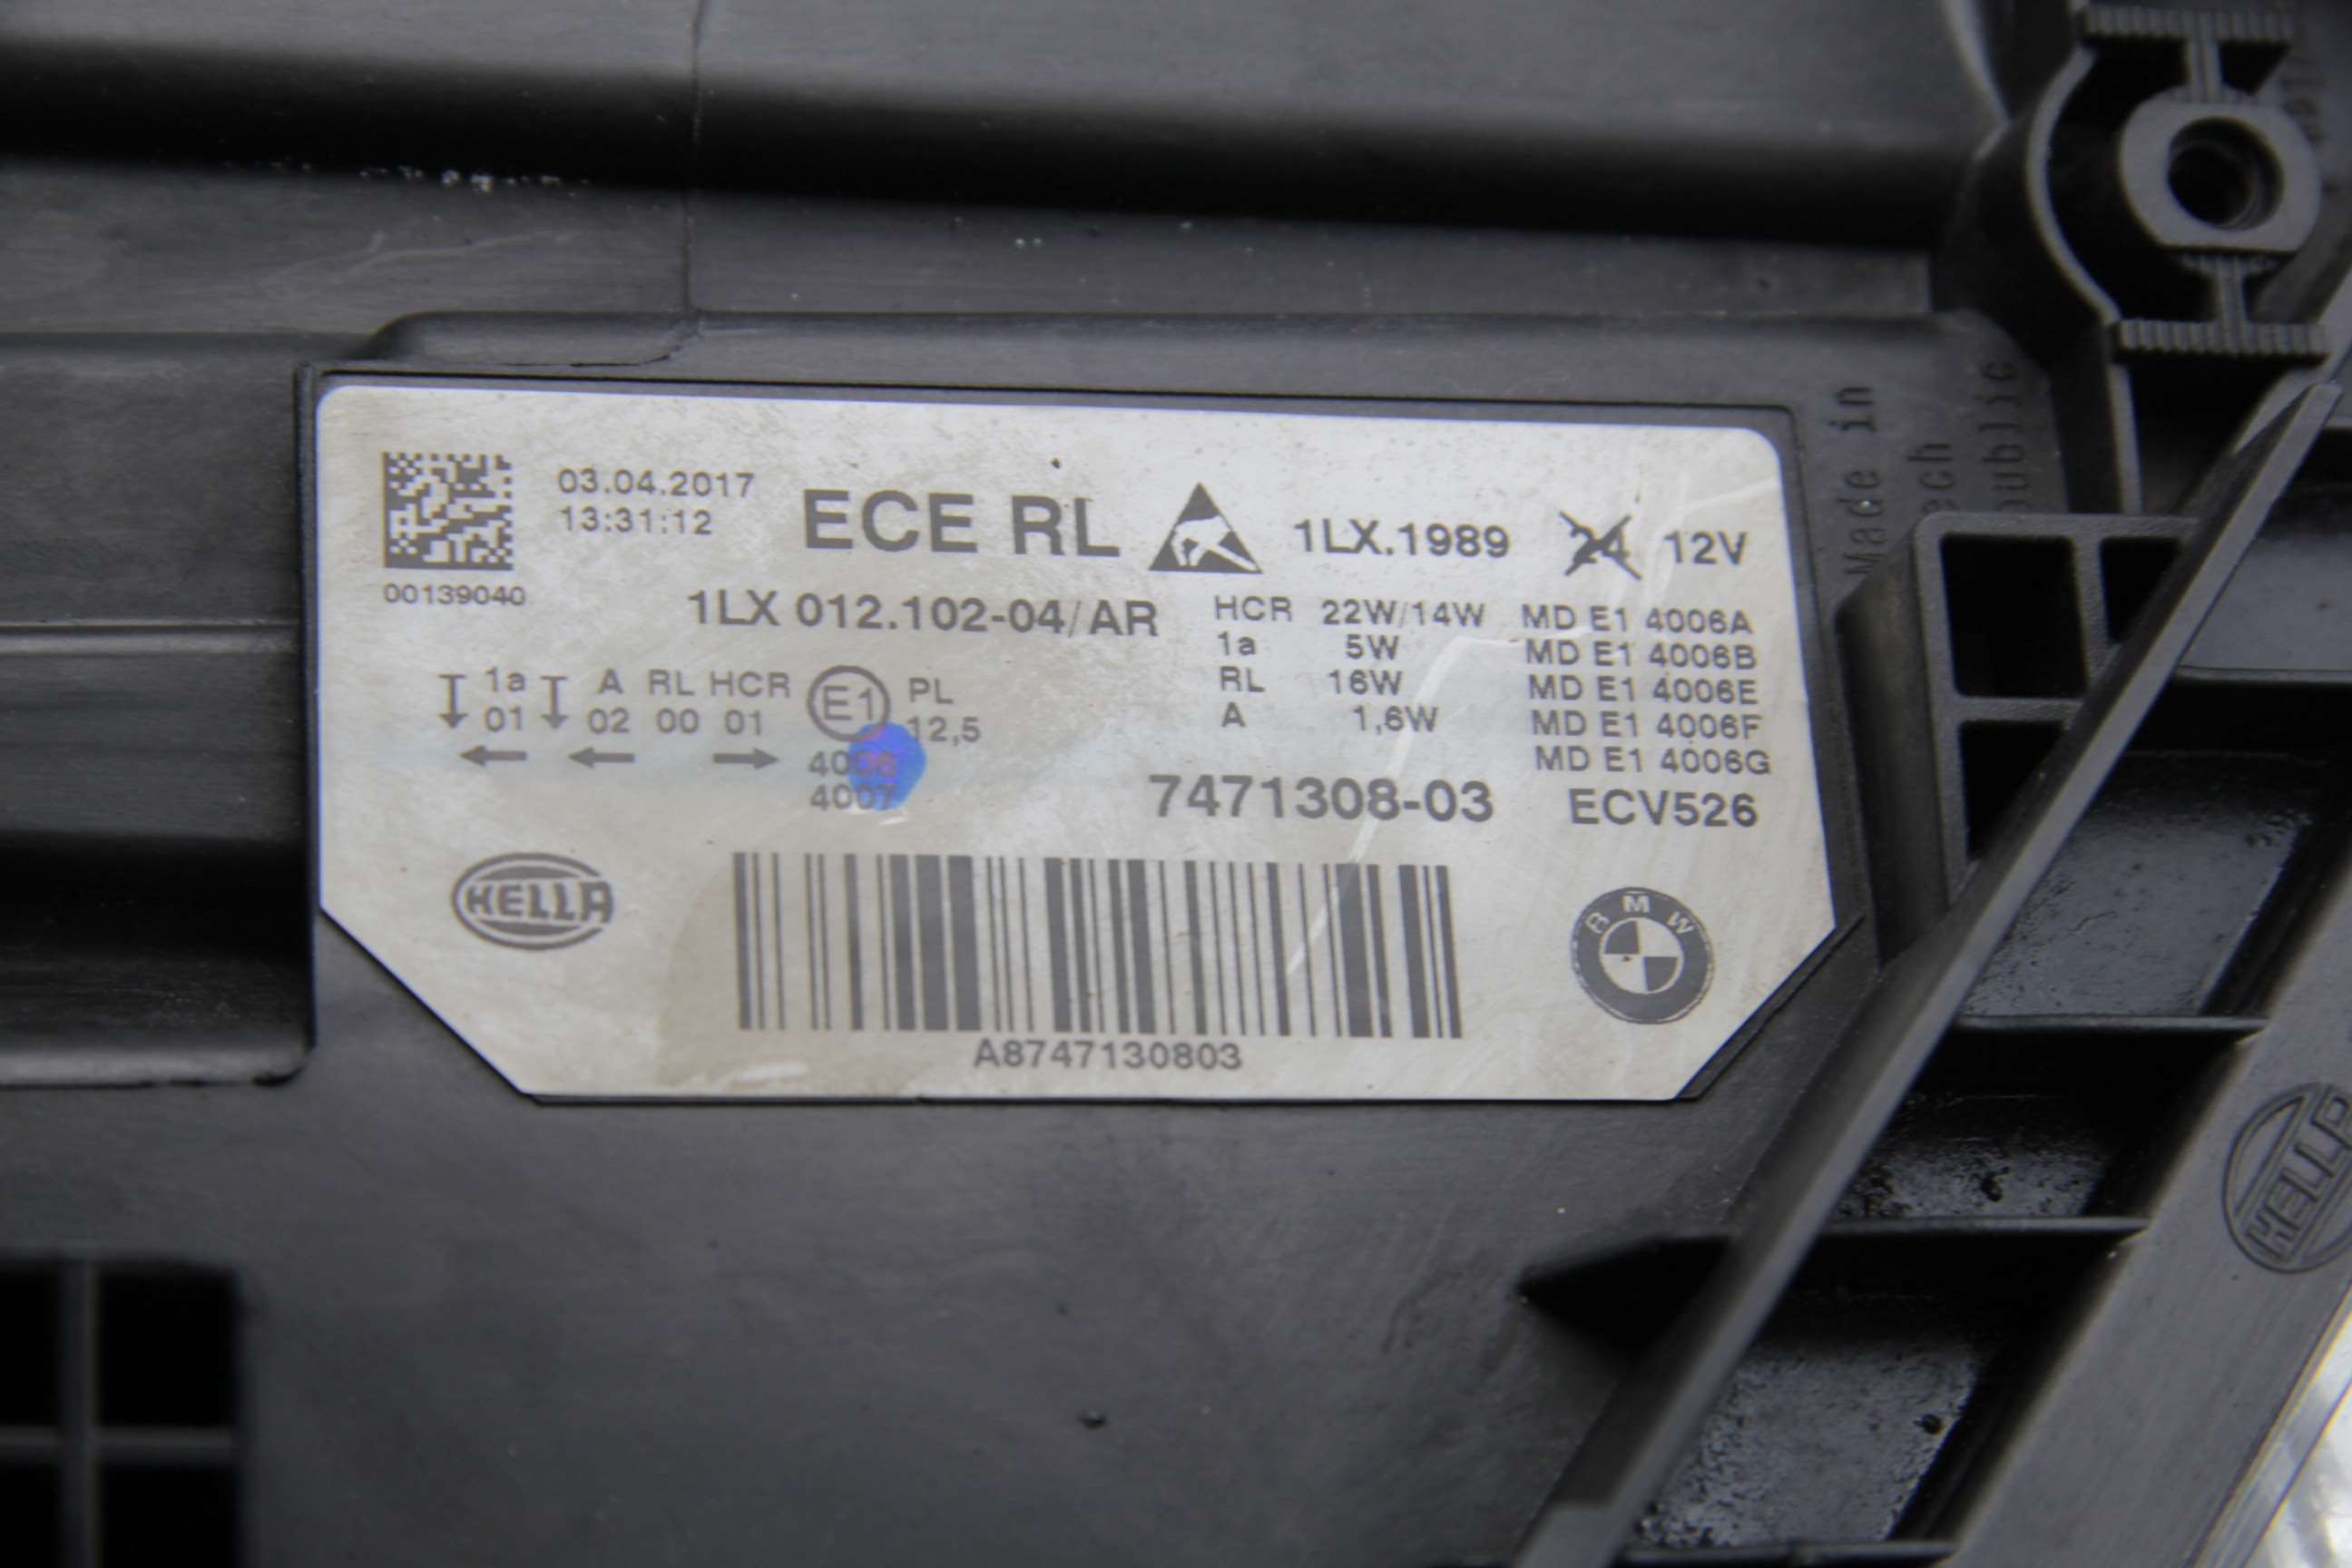 03.04.2017
13:31:12
00139040
ECE RL
1LX.1989
24 12V
1LX 012.102-04/AR
HCR 22W/14W MD E1 4006A
1a 5W MD E1 4006B
RL 16W MD E1 4006E
A 1,6W MD E1 4006F
MD E1 4006G
1a A RL HCR E1 PL
01 02 00 01 12,5
4006
4007
7471308-03 ECV526
HELLA
BMW
A8747130803
Made in
HELLA